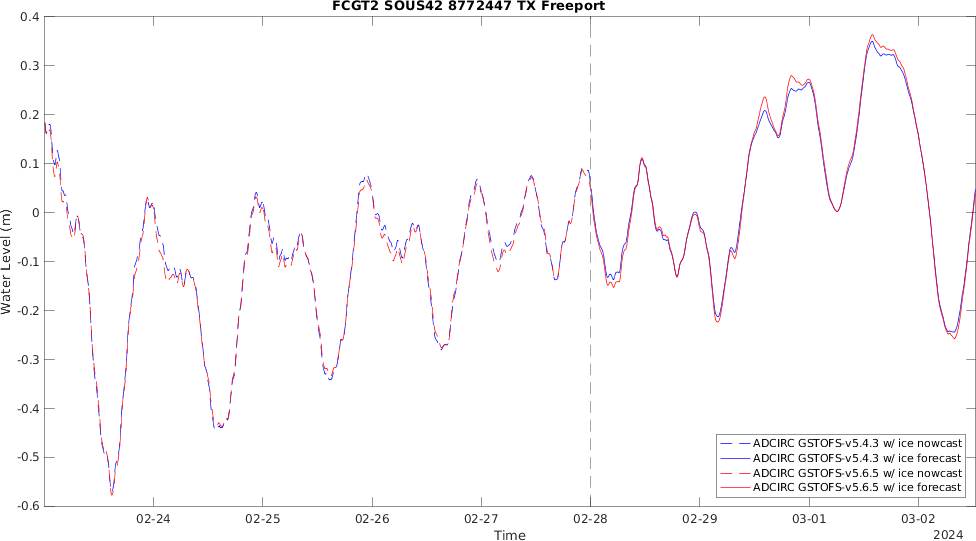 FCGT2 SOUS42 8772447 TX Freeport
Water Level (m)
0.4
0.3
0.2
0.1
0
-0.1
-0.2
-0.3
-0.4
-0.5
-0.6
ADCIRC GSTOFS-v5.4.3 w/ ice nowcast
ADCIRC GSTOFS-v5.4.3 w/ ice forecast
ADCIRC GSTOFS-v5.6.5 w/ ice nowcast
ADCIRC GSTOFS-v5.6.5 w/ ice forecast
02-24 02-25 02-26 02-27 02-28 02-29 03-01 03-02
Time
2024